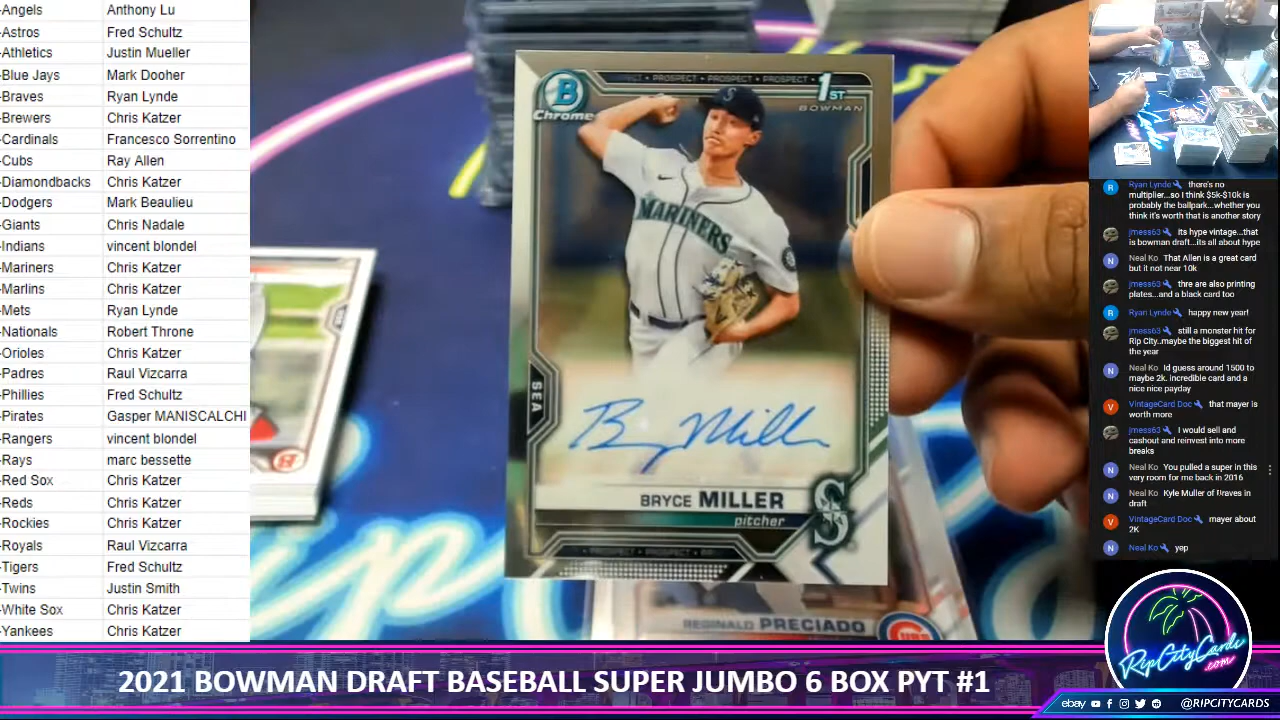 -Angels Anthony Lu
-Astros Fred Schultz
-Athletics Justin Mueller
-Blue Jays Mark Dooher
-Braves Ryan Lynde
-Brewers Chris Katzer
-Cardinals Francesco Sorrentino
-Cubs Ray Allen
-Diamondbacks Chris Katzer
-Dodgers Mark Beaulieu
-Giants Chris Nadale
-Indians vincent blondel
-Mariners Chris Katzer
-Marlins Chris Katzer
-Mets Ryan Lynde
-Nationals Robert Throne
-Orioles Chris Katzer
-Padres Raul Vizcarra
-Phillies Fred Schultz
-Pirates Gasper MANISCALCHI
-Rangers vincent blondel
-Rays marc bessette
-Red Sox Chris Katzer
-Reds Chris Katzer
-Rockies Chris Katzer
-Royals Raul Vizcarra
-Tigers Fred Schultz
-Twins Justin Smith
-White Sox Chris Katzer
-Yankees Chris Katzer
• PROSPECT • PROSPECT • PROSPECT •
B
Chrome
1ST
BOWMAN
S
MARINERS
SEA
Bry Miller
BRYCE MILLER
pitcher
S
• PROSPECT • PROSPECT •
B
REGINALD PRECIADO
CUBS
R Ryan Lynde there's no
multiplier...so I think $5k-$10k is
probably the ballpark...whether you
think it's worth that is another story
jmess63 Its hype vintage...that
is bowman draft...its all about hype
N Neal Ko That Allen is a great card
but it not near 10k
jmess63 thre are also printing
plates...and a black card too
R Ryan Lynde happy new year!
jmess63 still a monster hit for
Rip City..maybe the biggest hit of
the year
N Neal Ko Id guess around 1500 to
maybe 2k. incredible card and a
nice nice payday
V VintageCard Doc that mayer is
worth more
jmess63 I would sell and
cashout and reinvest into more
breaks
N Neal Ko You pulled a super in this
very room for me back in 2016
N Neal Ko Kyle Muller of Braves in
draft
V VintageCard Doc mayer about
2K
N Neal Ko yep
RipCityCards
.com
2021 BOWMAN DRAFT BASEBALL SUPER JUMBO 6 BOX PYT #1
ebay @RIPCITYCARDS